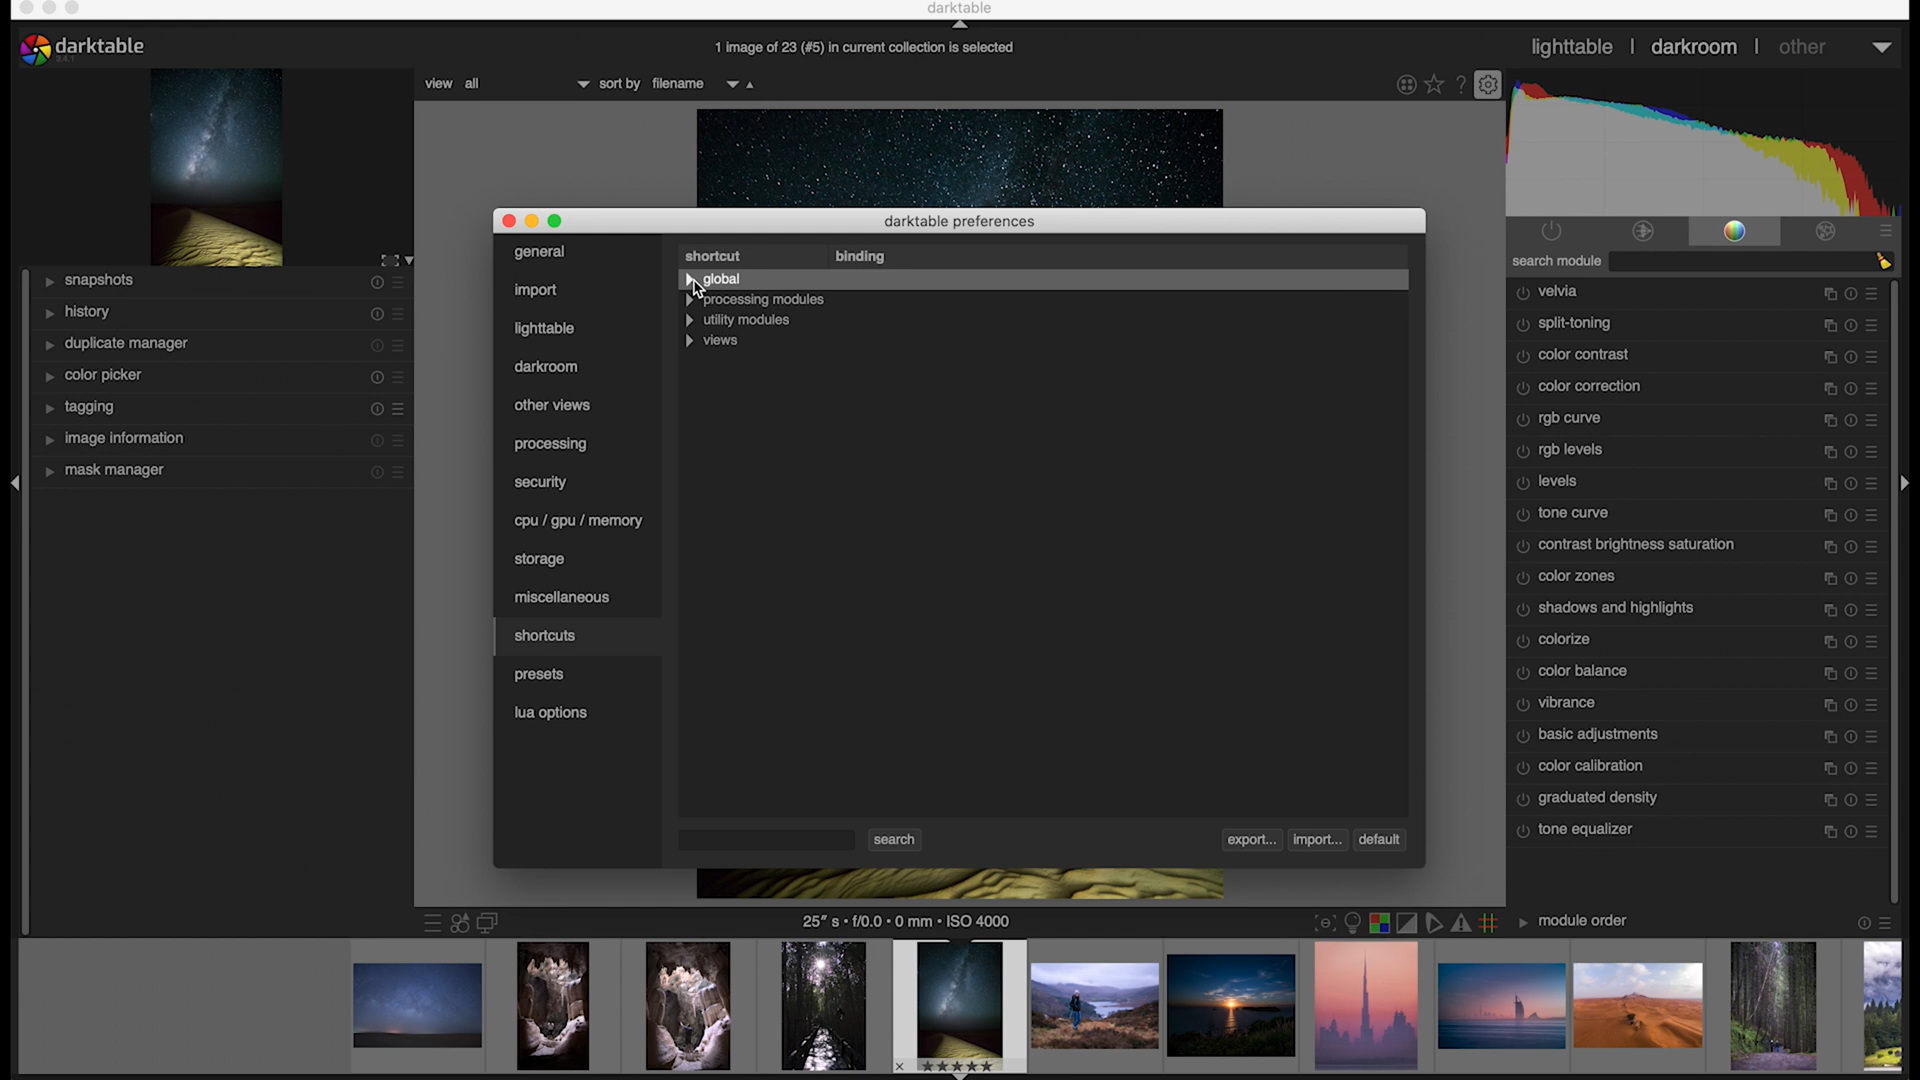 darktable
darktable
3.4.1
1 image of 23 (#5) in current collection is selected
lighttable | darkroom | other
view all sort by filename
?
snapshots
history
duplicate manager
color picker
tagging
image information
mask manager
darktable preferences
general
import
lighttable
darkroom
other views
processing
security
cpu / gpu / memory
storage
miscellaneous
shortcuts
presets
lua options
shortcut binding
global
processing modules
utility modules
views
search
export... import... default
search module
velvia
split-toning
color contrast
color correction
rgb curve
rgb levels
levels
tone curve
contrast brightness saturation
color zones
shadows and highlights
colorize
color balance
vibrance
basic adjustments
color calibration
graduated density
tone equalizer
25″ s • f/0.0 • 0 mm • ISO 4000
module order